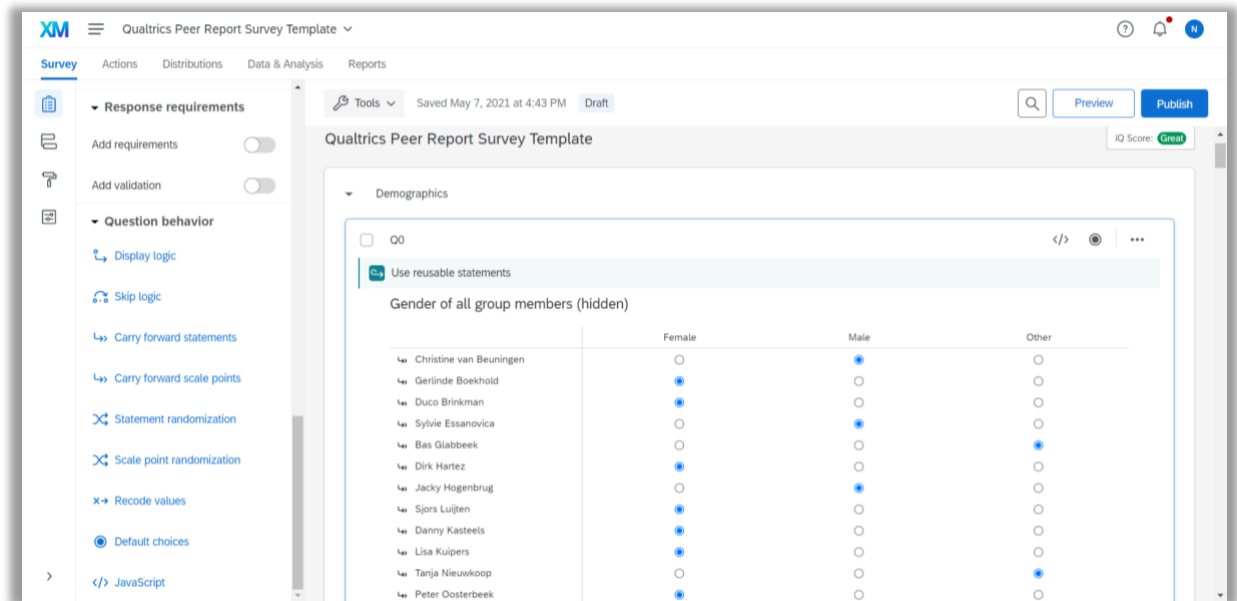 XM Qualtrics Peer Report Survey Template ? N
Survey Actions Distributions Data & Analysis Reports
Response requirements
Add requirements
Add validation
Question behavior
Display logic
Skip logic
Carry forward statements
Carry forward scale points
Statement randomization
Scale point randomization
Recode values
Default choices
</> JavaScript
Tools Saved May 7, 2021 at 4:43 PM Draft Preview Publish
Qualtrics Peer Report Survey Template iQ Score: Great
Demographics
Q0 </>
Use reusable statements
Gender of all group members (hidden)
Female Male Other
Christine van Beuningen
Gerlinde Boekhold
Duco Brinkman
Sylvie Essanovica
Bas Glabbeek
Dirk Hartez
Jacky Hogenbrug
Sjors Luijten
Danny Kasteels
Lisa Kuipers
Tanja Nieuwkoop
Peter Oosterbeek